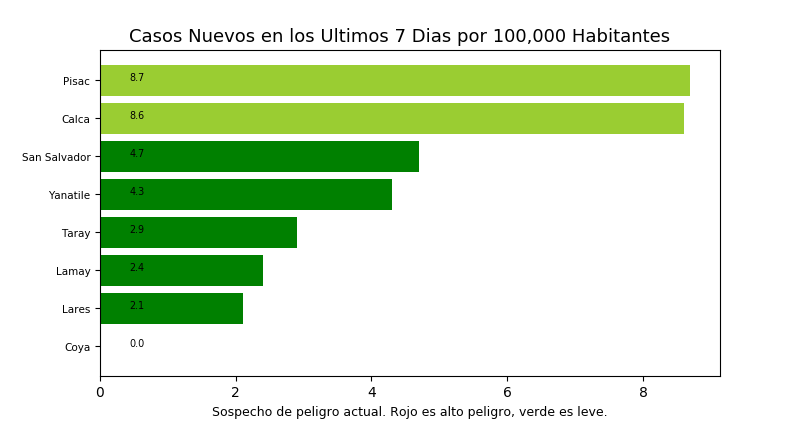 Casos Nuevos en los Ultimos 7 Dias por 100,000 Habitantes
Pisac 8.7
Calca 8.6
San Salvador 4.7
Yanatile 4.3
Taray 2.9
Lamay 2.4
Lares 2.1
Coya 0.0
0 2 4 6 8
Sospecho de peligro actual. Rojo es alto peligro, verde es leve.